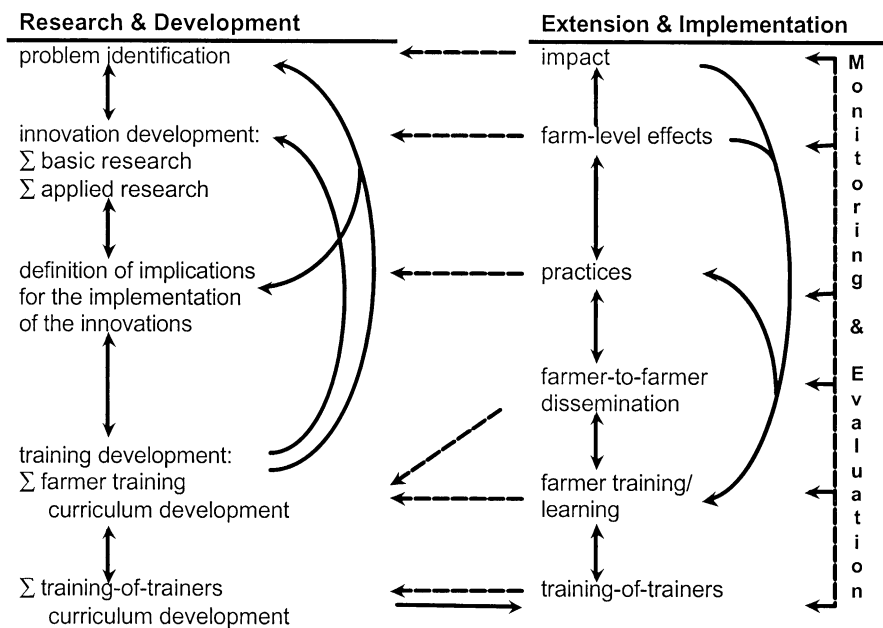 Research & Development
problem identification
innovation development:
∑ basic research
∑ applied research
definition of implications
for the implementation
of the innovations
training development:
∑ farmer training
curriculum development
∑ training-of-trainers
curriculum development
Extension & Implementation
impact
farm-level effects
practices
farmer-to-farmer
dissemination
farmer training/
learning
training-of-trainers
Monitoring & Evaluation